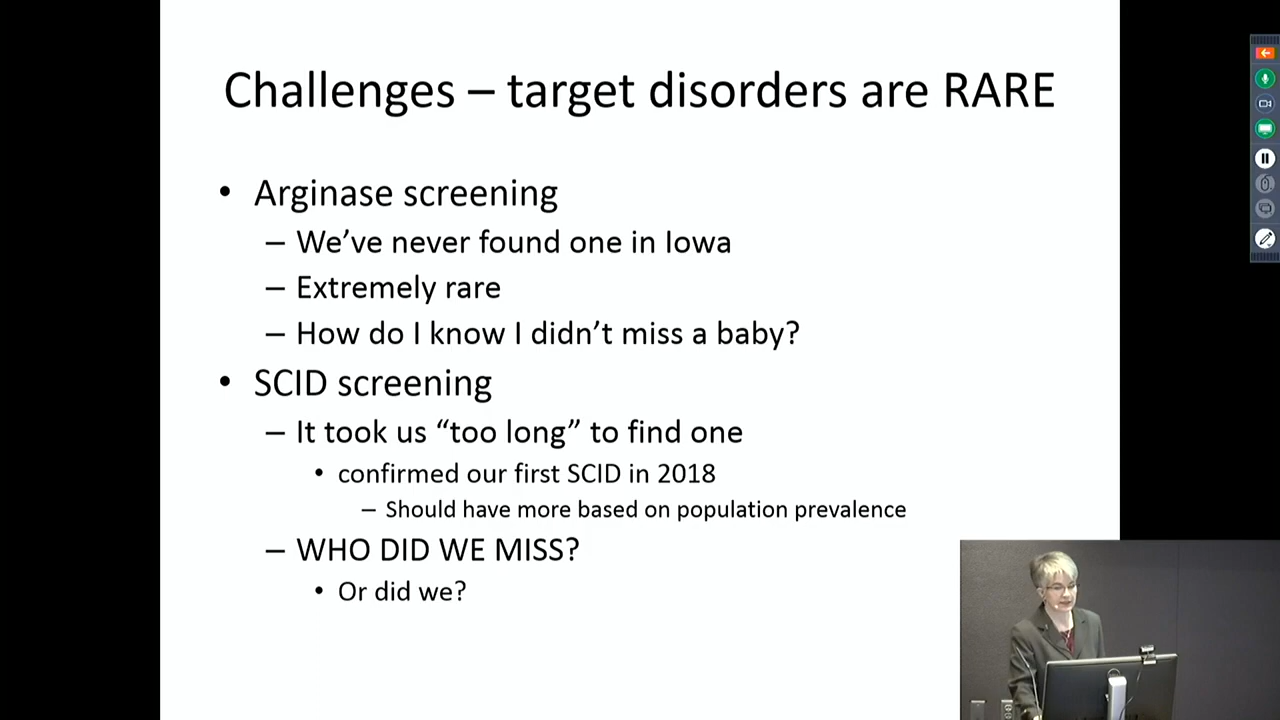 Challenges – target disorders are RARE
• Arginase screening
– We’ve never found one in Iowa
– Extremely rare
– How do I know I didn’t miss a baby?
• SCID screening
– It took us “too long” to find one
• confirmed our first SCID in 2018
– Should have more based on population prevalence
– WHO DID WE MISS?
• Or did we?